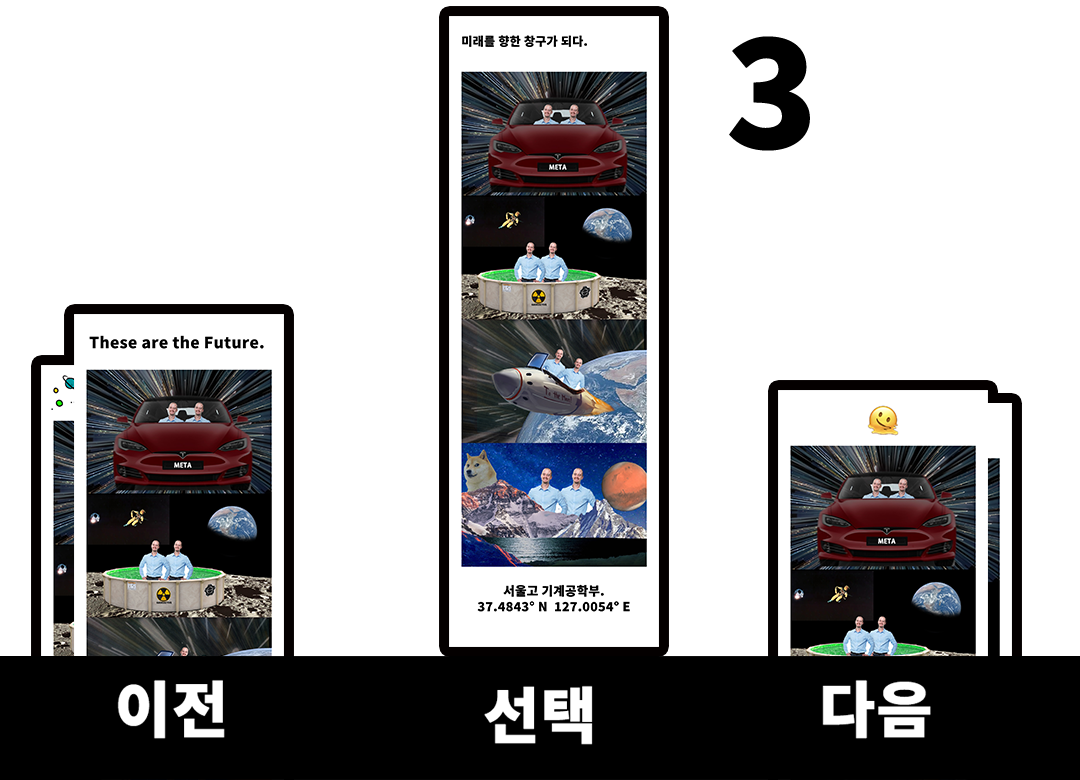 미래를 향한 창구가 되다.
3
META
서울고 기계공학부.
37.4843° N 127.0054° E
These are the Future.
META
META
이전
선택
다음